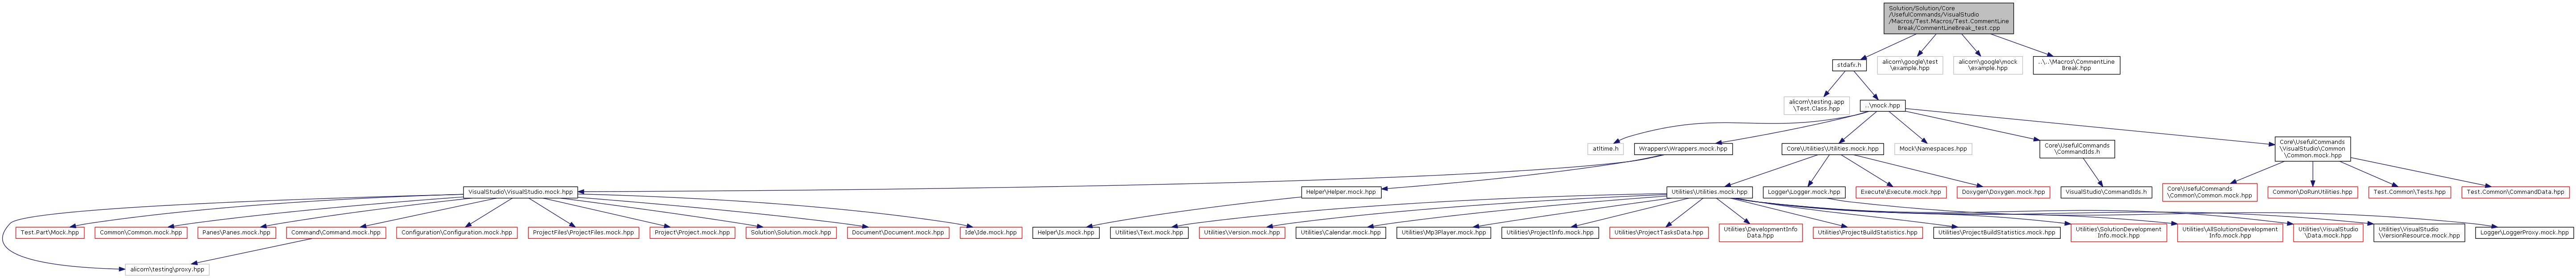 Solution/Solution/Core
/UsefulCommands/VisualStudio
/Macros/Test.Macros/Test.CommentLine
Break/CommentLineBreak_test.cpp
stdafv.h
alicorn\google\test
\example.hpp
alicorn\google\mock
\example.hpp
..\..\Macros\CommentLine
Break.hpp
alicorn\testing.app
\Test.Class.hpp
...\mock.hpp
atltime.h
Wrappers\Wrappers.mock.hpp
Core\Utilities\Utilities.mock.hpp
Mock\Namespaces.hpp
Core\UsefulCommands
\CommandIds.h
Core\UsefulCommands
\VisualStudio\Common
\Common.mock.hpp
VisualStudio\VisualStudio.mock.hpp
Helper\Helper.mock.hpp
Utilities\Utilities.mock.hpp
Logger\Logger.mock.hpp
Execute\Execute.mock.hpp
Doxygen\Doxygen.mock.hpp
VisualStudio\CommandIds.h
Core\UsefulCommands
\Common\Common.mock.hpp
Common\DoRunUtilities.hpp
Test.Common\Tests.hpp
Test.Common\CommandData.hpp
Test.Part\Mock.hpp
Common\Common.mock.hpp
Panes\Panes.mock.hpp
Command\Command.mock.hpp
Configuration\Configuration.mock.hpp
ProjectFiles\ProjectFiles.mock.hpp
Project\Project.mock.hpp
Solution\Solution.mock.hpp
Document\Document.mock.hpp
Ide\Ide.mock.hpp
Helper\Is.mock.hpp
Utilities\Text.mock.hpp
Utilities\Version.mock.hpp
Utilities\Calendar.mock.hpp
Utilities\Mp3Player.mock.hpp
Utilities\ProjectInfo.mock.hpp
Utilities\ProjectTasksData.hpp
Utilities\DevelopmentInfo
Data.hpp
Utilities\ProjectBuildStatistics.hpp
Utilities\ProjectBuildStatistics.mock.hpp
Utilities\SolutionDevelopment
Info.mock.hpp
Utilities\AllSolutionsDevelopment
Info.mock.hpp
Utilities\VisualStudio
\Data.mock.hpp
Utilities\VisualStudio
\VersionResource.mock.hpp
Logger\LoggerProxy.mock.hpp
alicorn\testing\proxy.hpp